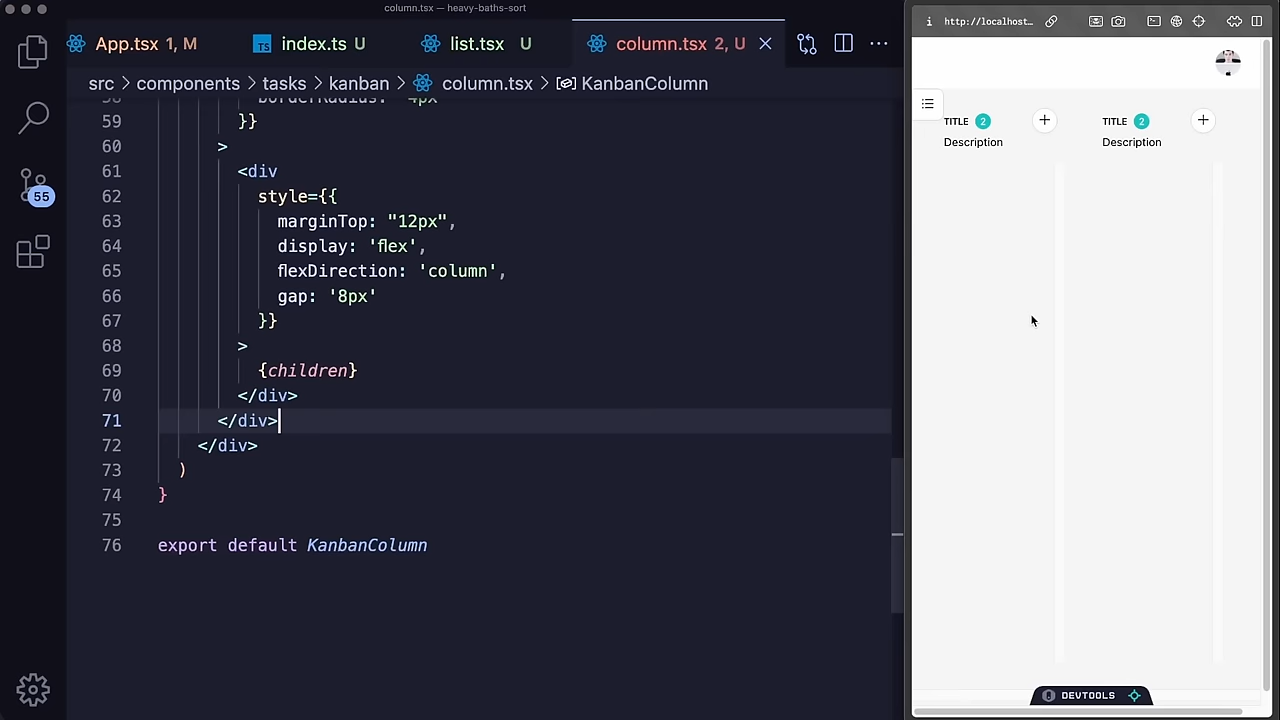 column.tsx — heavy-baths-sort
App.tsx 1, M
index.ts U
list.tsx U
column.tsx 2, U
src > components > tasks > kanban > column.tsx > KanbanColumn
59 }}
60 >
61 <div
62 style={{
63 marginTop: "12px",
64 display: 'flex',
65 flexDirection: 'column',
66 gap: '8px'
67 }}
68 >
69 {children}
70 </div>
71 </div>
72 </div>
73 )
74 }
75
76 export default KanbanColumn
55
http://localhost...
TITLE 2
Description
TITLE 2
Description
DEVTOOLS